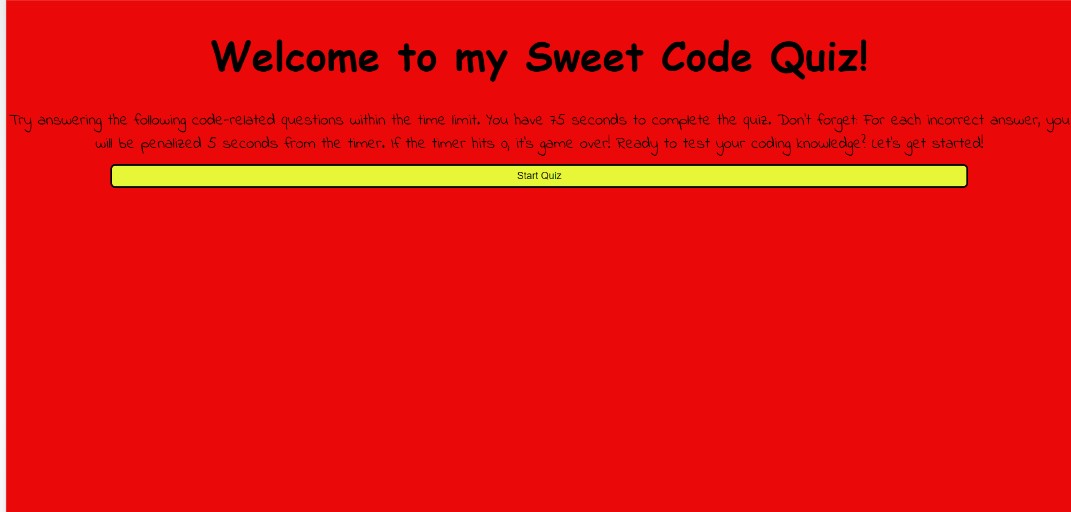 Welcome to my Sweet Code Quiz!
Try answering the following code-related questions within the time limit. You have 75 seconds to complete the quiz. Don't forget: For each incorrect answer, you
will be penalized 5 seconds from the timer. If the timer hits 0, it's game over! Ready to test your coding knowledge? Let's get started!
Start Quiz